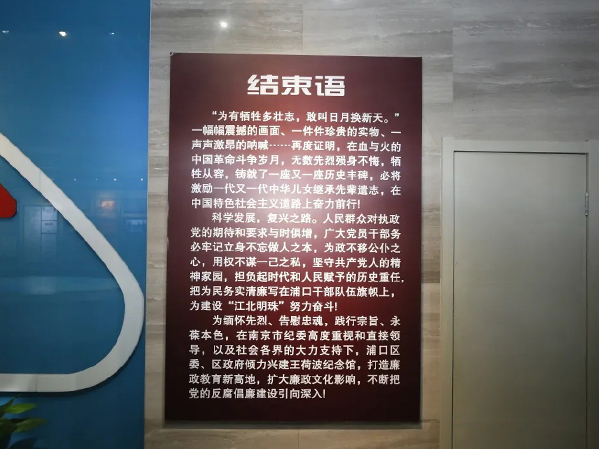 结束语
“为有牺牲多壮志，敢叫日月换新天。”
一幅幅震撼的画面、一件件珍贵的实物、一
声声激昂的呐喊……再度证明，在血与火的
中国革命斗争岁月，无数先烈殒身不悔，牺
牲从容，铸就了一座又一座历史丰碑，必将
激励一代又一代中华儿女继承先辈遗志，在
中国特色社会主义道路上奋力前行！
科学发展，复兴之路。人民群众对执政
党的期待和要求与时俱增，广大党员干部务
必牢记立身不忘做人之本、为政不移公仆之
心，用权不谋一己之私，坚守共产党人的精
神家园，担负起时代和人民赋予的历史重任，
把为民务实清廉写在浦口干部队伍旗帜上，
为建设“江北明珠”努力奋斗！
为缅怀先烈、告慰忠魂，践行宗旨、永
葆本色，在南京市纪委高度重视和直接领
导，以及社会各界的大力支持下，浦口区
委、区政府倾力兴建王荷波纪念馆，打造廉
政教育新高地，扩大廉政文化影响，不断把
党的反腐倡廉建设引向深入！